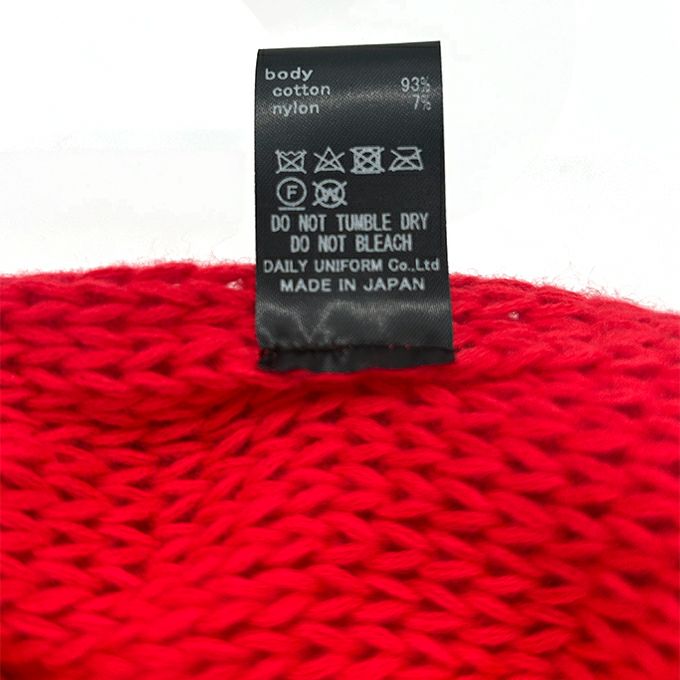 body
cotton 93%
nylon 7%
F W
DO NOT TUMBLE DRY
DO NOT BLEACH
DAILY UNIFORM Co.,Ltd
MADE IN JAPAN